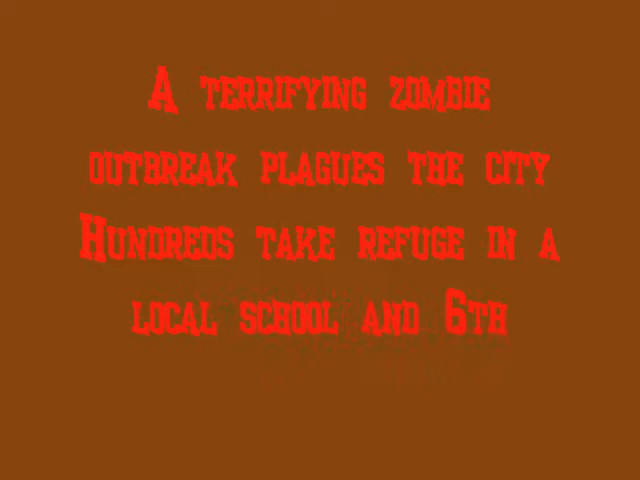 A terrifying zombie
outbreak plagues the city
Hundreds take refuge in a
local school and 6th